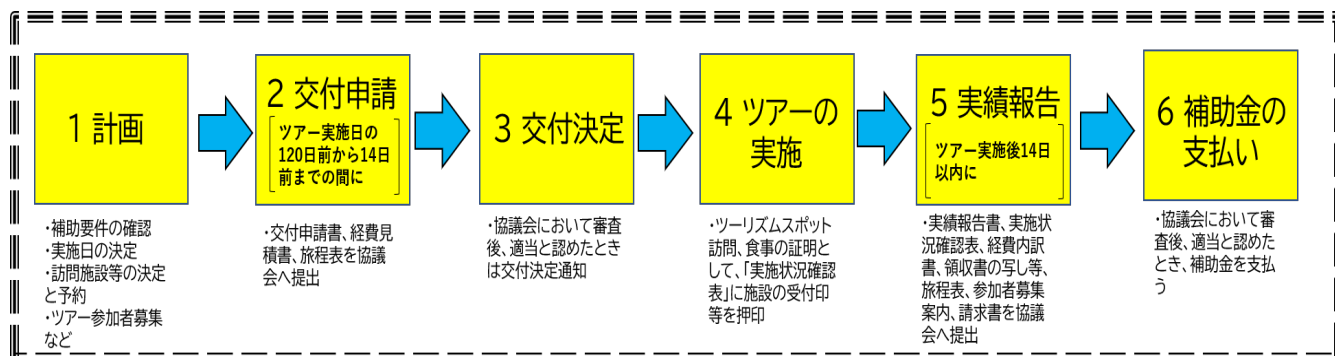 1 計画
・補助要件の確認
・実施日の決定
・訪問施設等の決定
と予約
・ツアー参加者募集
など
2 交付申請
ツアー実施日の
120日前から14日
前までの間に
・交付申請書、経費見
積書、旅程表を協議
会へ提出
3 交付決定
・協議会において審査
後、適当と認めたとき
は交付決定通知
4 ツアーの
実施
・ツーリズムスポット
訪問、食事の証明と
して、「実施状況確認
表」に施設の受付印
等を押印
5 実績報告
ツアー実施後14日
以内に
・実績報告書、実施状
況確認表、経費内訳
書、領収書の写し等、
旅程表、参加者募集
案内、請求書を協議
会へ提出
6 補助金の
支払い
・協議会において審
査後、適当と認めた
とき、補助金を支払
う